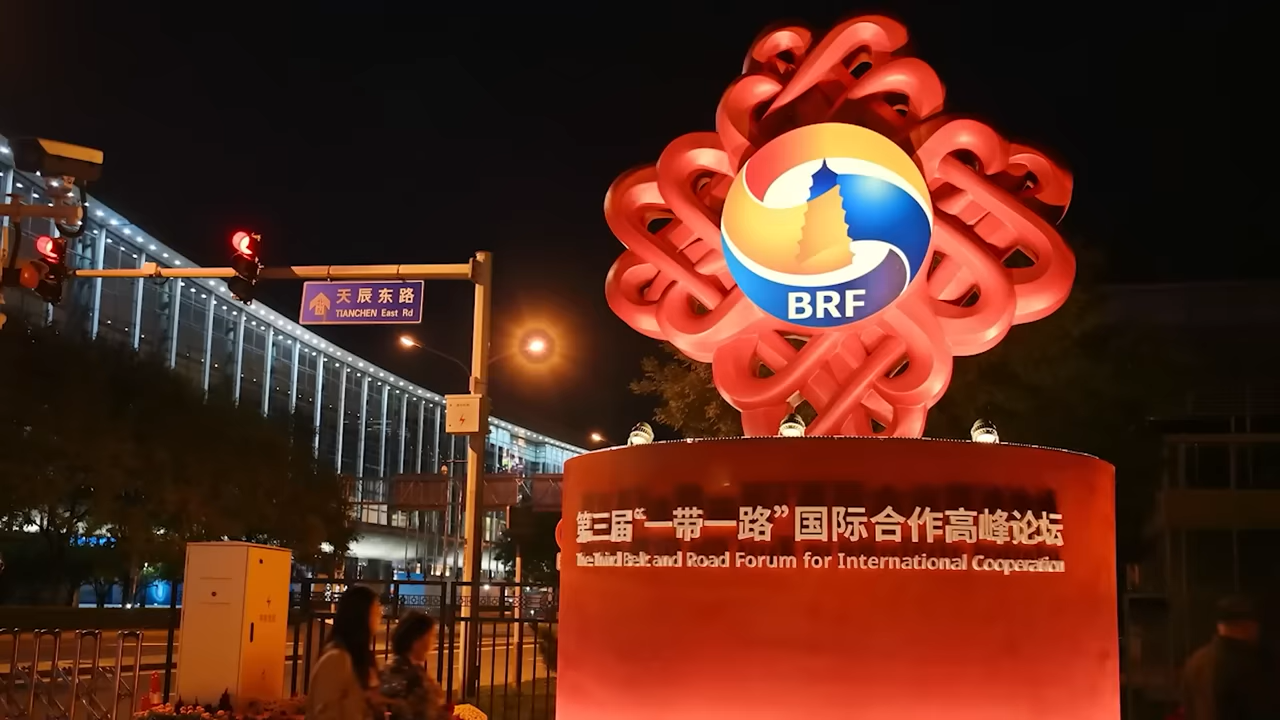 天辰东路
TIANCHEN East Rd
BRF
第三届“一带一路”国际合作高峰论坛
The Third Belt and Road Forum for International Cooperation